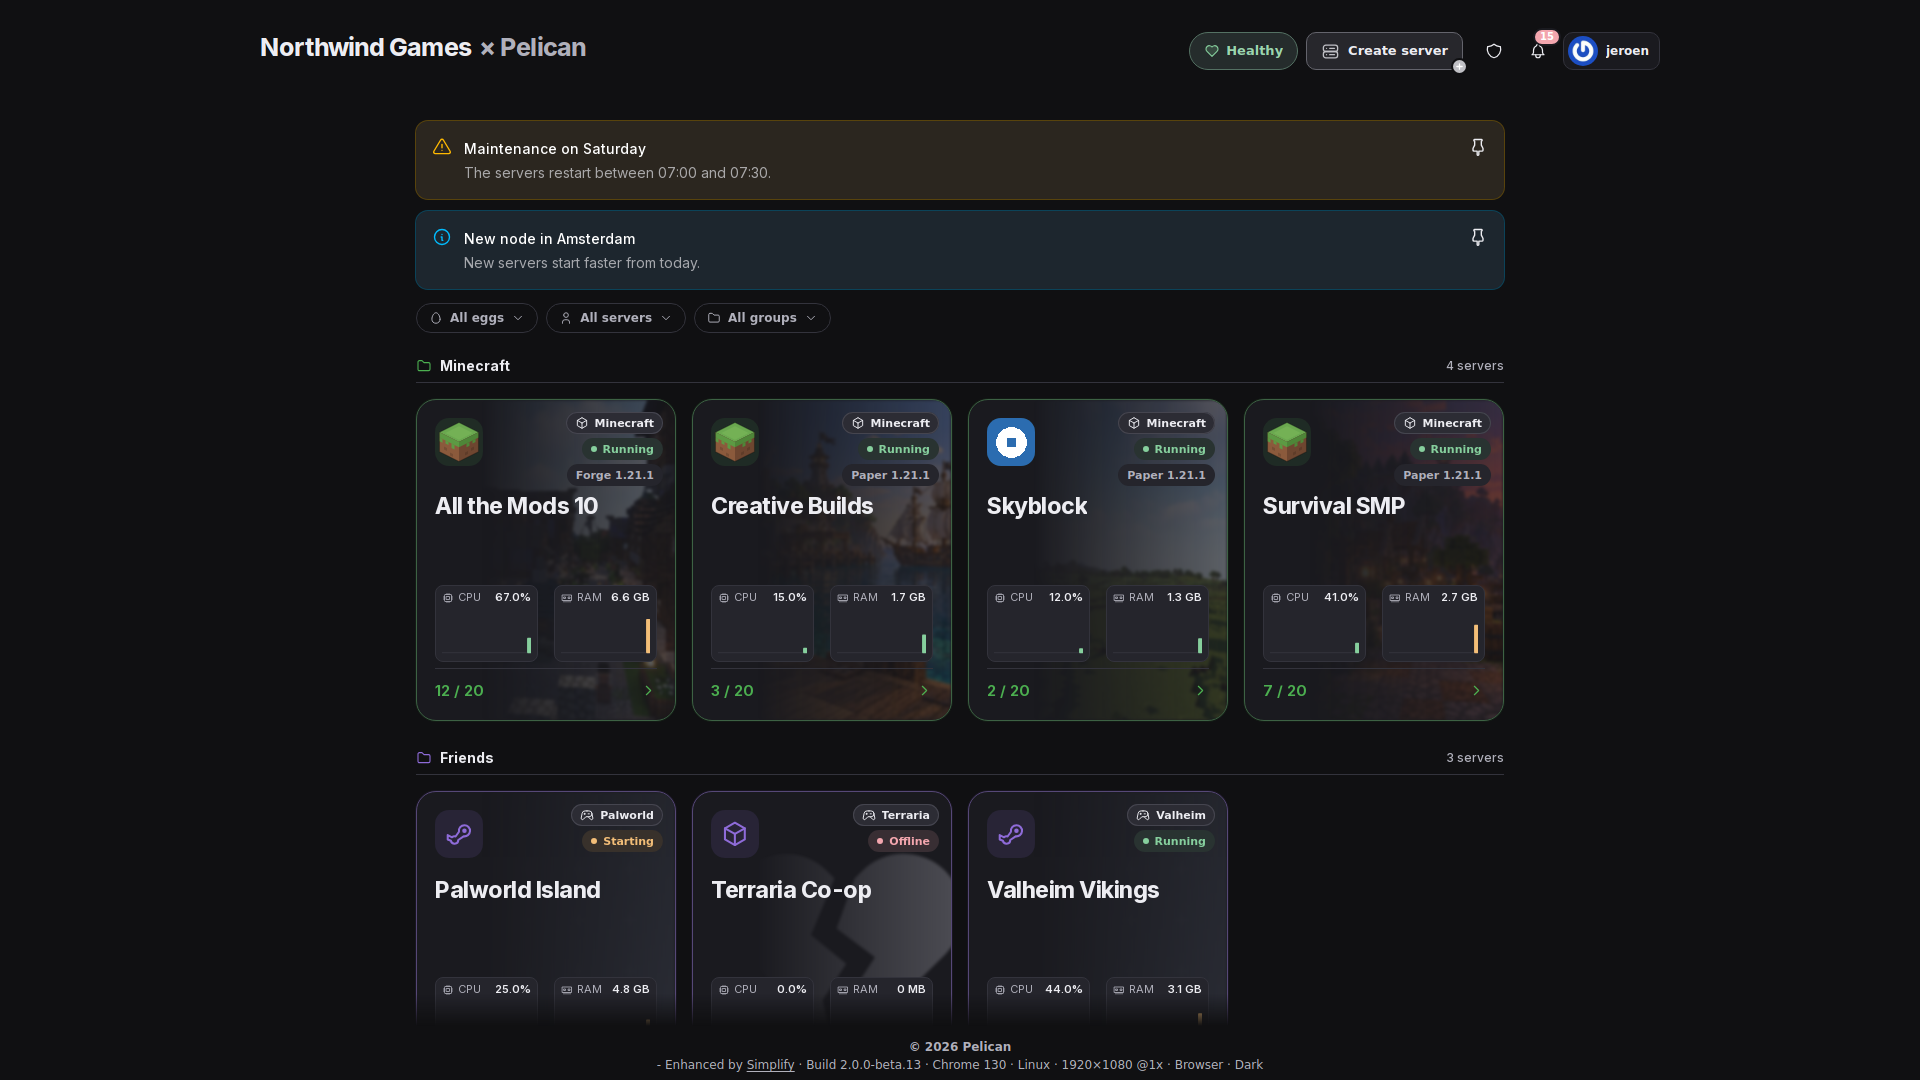 Northwind Games × Pelican
Healthy
Create server
15
jeroen
Maintenance on Saturday
The servers restart between 07:00 and 07:30.
New node in Amsterdam
New servers start faster from today.
All eggs
All servers
All groups
Minecraft
4 servers
Minecraft
Running
Forge 1.21.1
All the Mods 10
CPU 67.0%
RAM 6.6 GB
12 / 20
Minecraft
Running
Paper 1.21.1
Creative Builds
CPU 15.0%
RAM 1.7 GB
3 / 20
Minecraft
Running
Paper 1.21.1
Skyblock
CPU 12.0%
RAM 1.3 GB
2 / 20
Minecraft
Running
Paper 1.21.1
Survival SMP
CPU 41.0%
RAM 2.7 GB
7 / 20
Friends
3 servers
Palworld
Starting
Palworld Island
CPU 25.0%
RAM 4.8 GB
Terraria
Offline
Terraria Co-op
CPU 0.0%
RAM 0 MB
Valheim
Running
Valheim Vikings
CPU 44.0%
RAM 3.1 GB
© 2026 Pelican
- Enhanced by Simplify · Build 2.0.0-beta.13 · Chrome 130 · Linux · 1920×1080 @1x · Browser · Dark